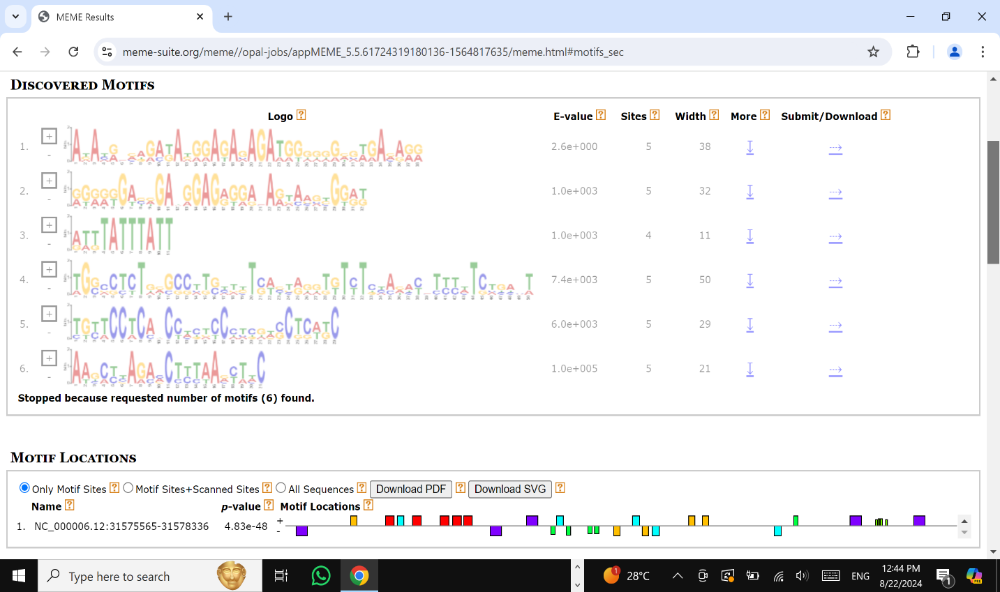 MEME Results
meme-suite.org/meme//opal-jobs/appMEME_5.5.61724319180136-1564817635/meme.html#motifs_sec
DISCOVERED MOTIFS
Logo ? E-value ? Sites ? Width ? More ? Submit/Download ?
1. + - 2.6e+000 5 38
2. + - 1.0e+003 5 32
3. + - 1.0e+003 4 11
4. + - 7.4e+003 5 50
5. + - 6.0e+003 5 29
6. + - 1.0e+005 5 21
Stopped because requested number of motifs (6) found.
MOTIF LOCATIONS
Only Motif Sites ? Motif Sites+Scanned Sites ? All Sequences ? Download PDF ? Download SVG ?
Name ? p-value ? Motif Locations ?
1. NC_000006.12:31575565-31578336 4.83e-48 + -
Type here to search
1 28°C ENG 12:44 PM 8/22/2024 1 PRE